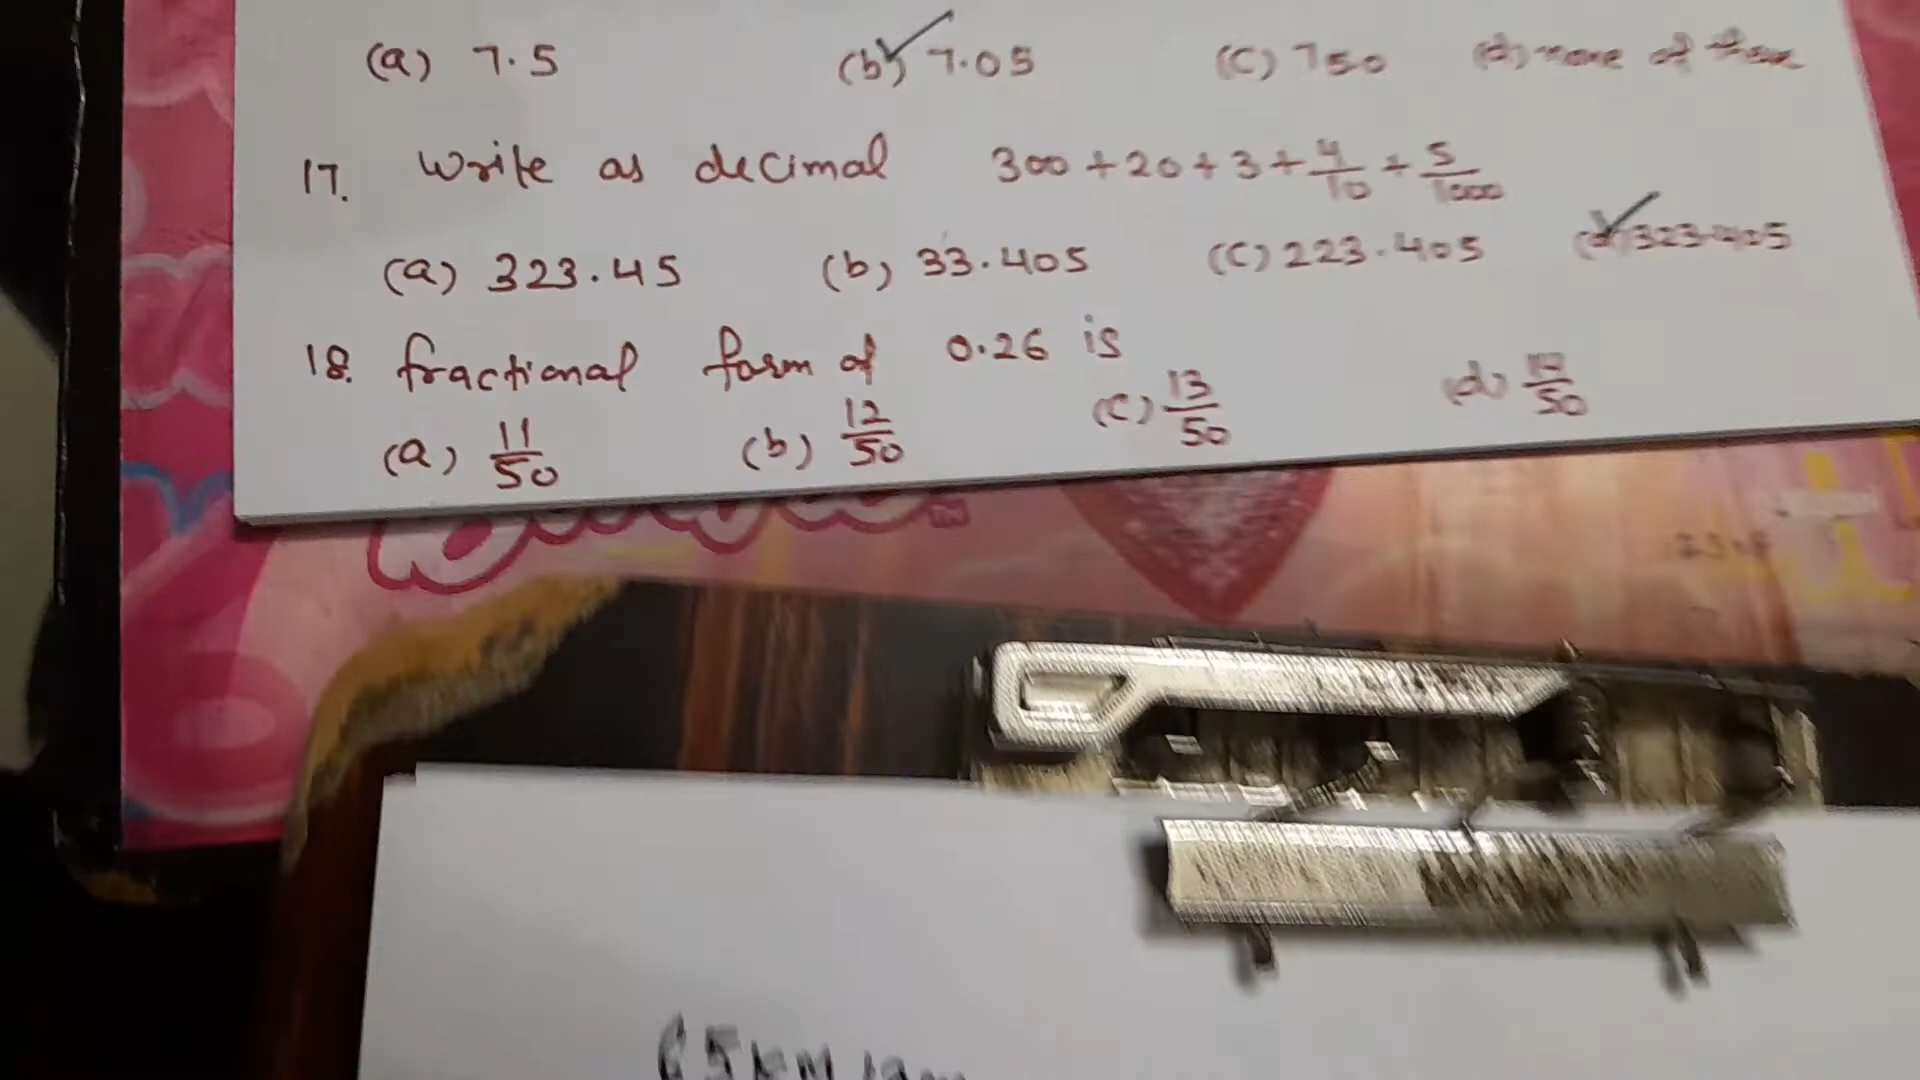 (a) 7.5 (b) 7.05 (c) 750 (d) none of them
17. Write as decimal 300 + 20 + 3 + 4/10 + 5/1000
(a) 323.45 (b) 33.405 (c) 223.405 (d) 323.405
18. fractional form of 0.26 is
(a) 11/50 (b) 12/50 (c) 13/50 (d) /50